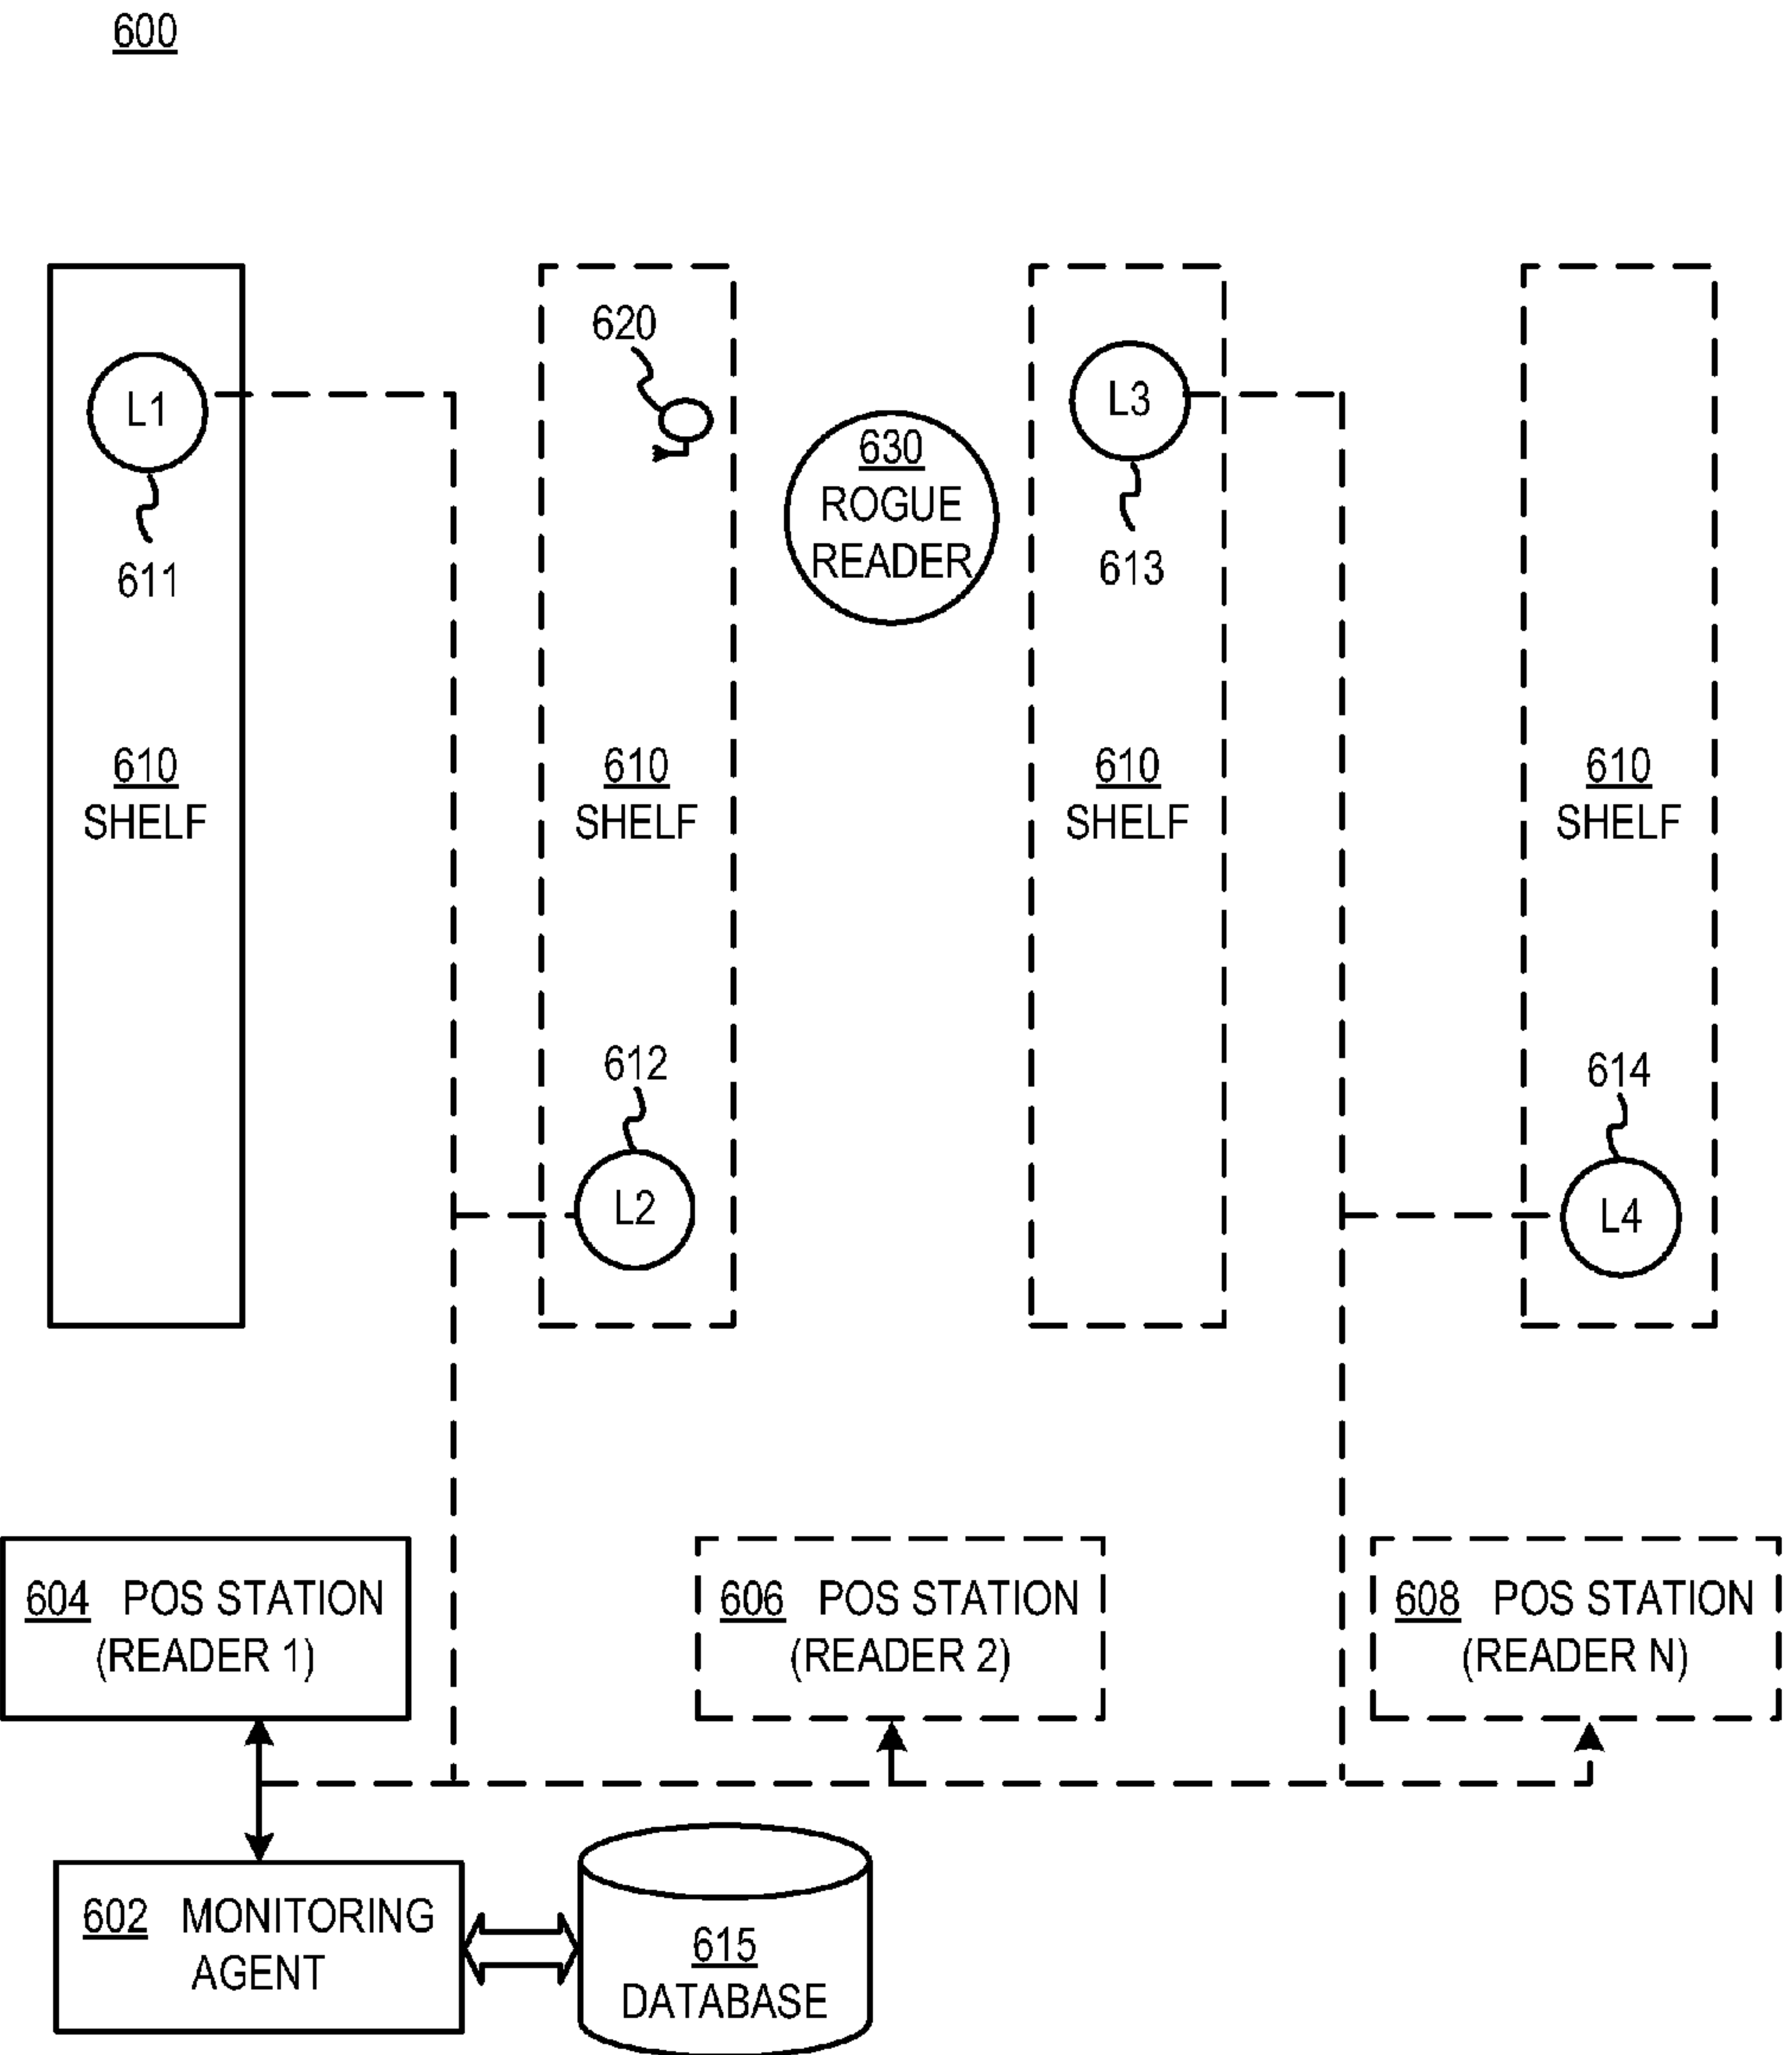 600
620
L1
L3
630
ROGUE
READER
611
613
610
SHELF
610
SHELF
610
SHELF
610
SHELF
612
614
L2
L4
604 POS STATION
(READER 1)
606 POS STATION
(READER 2)
608 POS STATION
(READER N)
602 MONITORING
AGENT
615
DATABASE